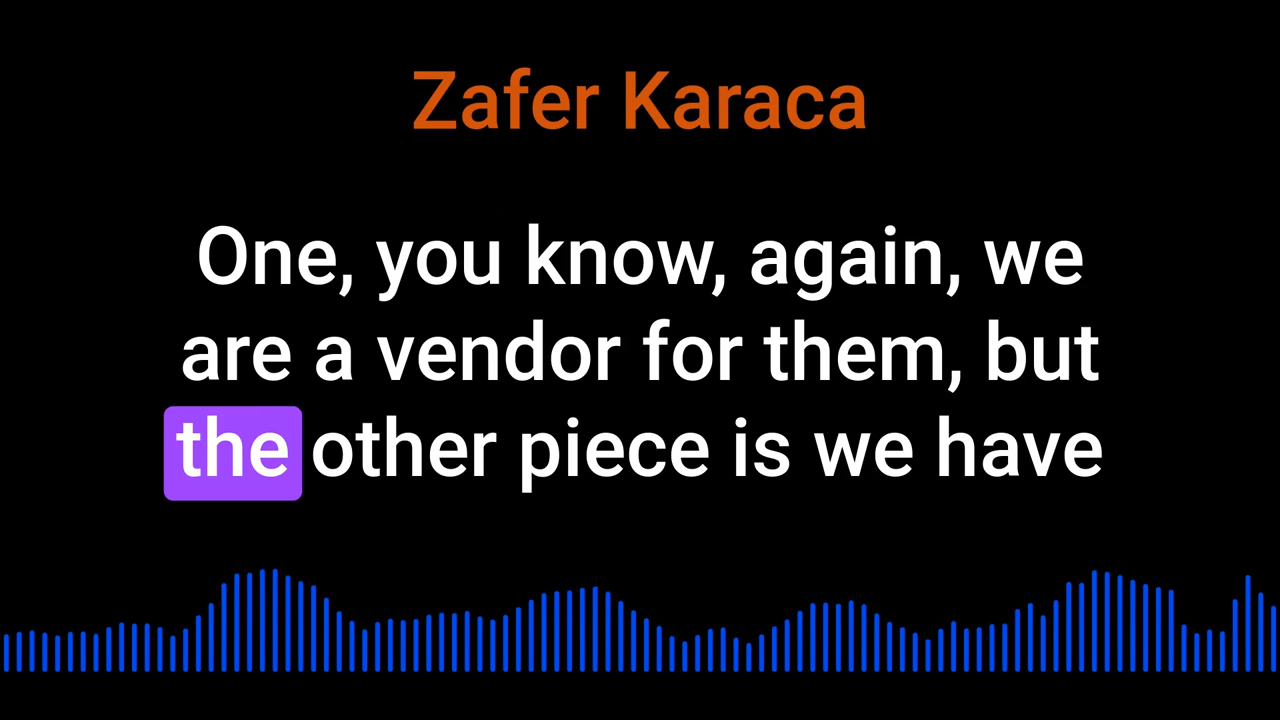 Zafer Karaca
One, you know, again, we
are a vendor for them, but
the other piece is we have